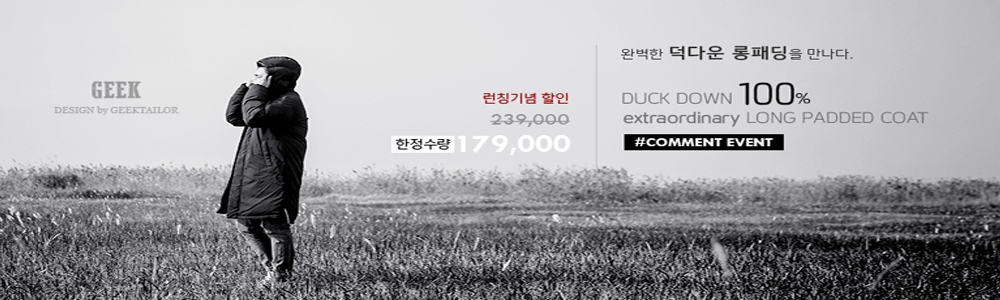 GEEK
DESIGN by GEEKTAILOR
런칭기념 할인
239,000
한정수량 179,000
완벽한 덕다운 롱패딩을 만나다.
DUCK DOWN 100%
extraordinary LONG PADDED COAT
#COMMENT EVENT